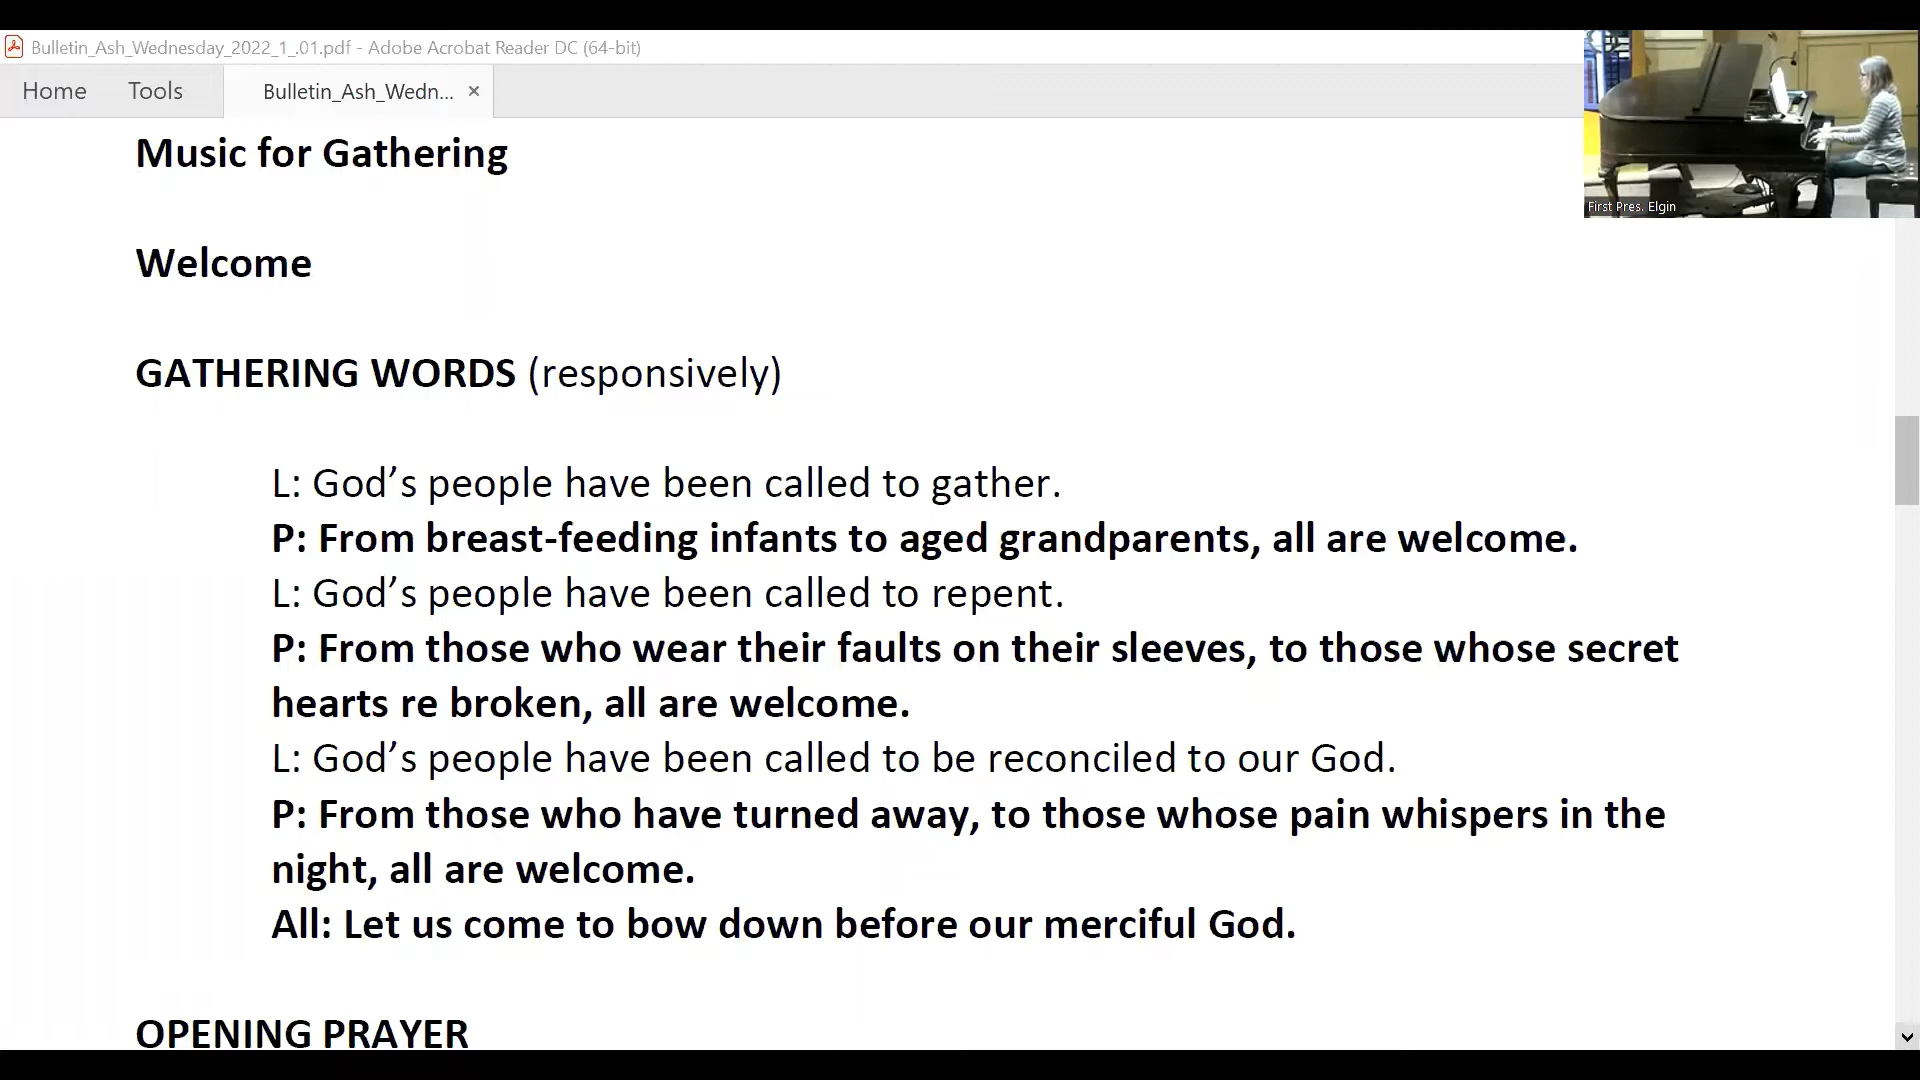 Bulletin_Ash_Wednesday_2022_1_.01.pdf - Adobe Acrobat Reader DC (64-bit)
Home Tools Bulletin_Ash_Wedn... ×
First Pres. Elgin
Music for Gathering
Welcome
GATHERING WORDS (responsively)
L: God’s people have been called to gather.
P: From breast-feeding infants to aged grandparents, all are welcome.
L: God’s people have been called to repent.
P: From those who wear their faults on their sleeves, to those whose secret
hearts re broken, all are welcome.
L: God’s people have been called to be reconciled to our God.
P: From those who have turned away, to those whose pain whispers in the
night, all are welcome.
All: Let us come to bow down before our merciful God.
OPENING PRAYER